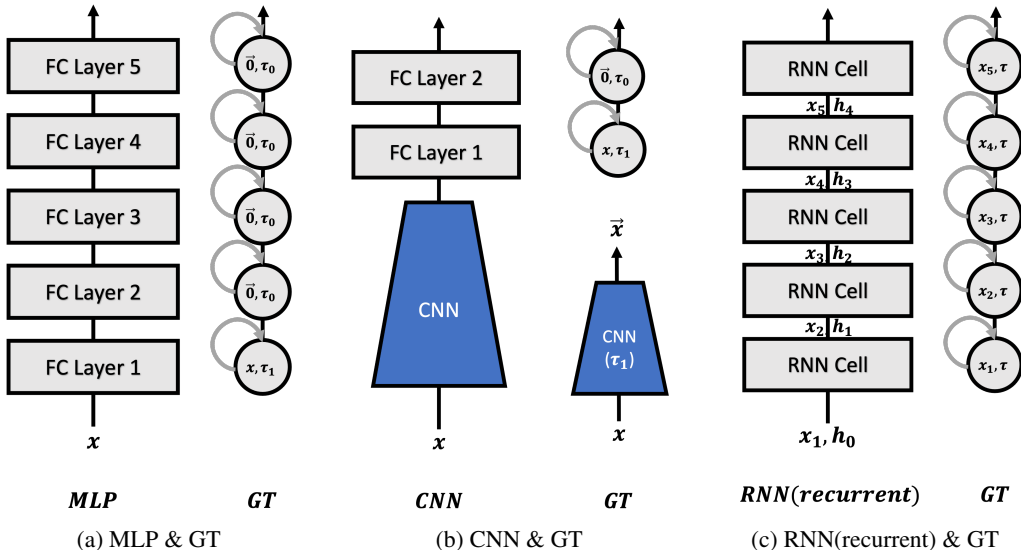 FC Layer 5
FC Layer 4
FC Layer 3
FC Layer 2
FC Layer 1
x
MLP
0⃗, τ₀
0⃗, τ₀
0⃗, τ₀
0⃗, τ₀
x, τ₁
GT
(a) MLP & GT
FC Layer 2
FC Layer 1
CNN
x
CNN
0⃗, τ₀
x, τ₁
x⃗
CNN
(τ₁)
x
GT
(b) CNN & GT
RNN Cell
x₅ h₄
RNN Cell
x₄ h₃
RNN Cell
x₃ h₂
RNN Cell
x₂ h₁
RNN Cell
x₁, h₀
RNN(recurrent)
x₅, τ
x₄, τ
x₃, τ
x₂, τ
x₁, τ
GT
(c) RNN(recurrent) & GT